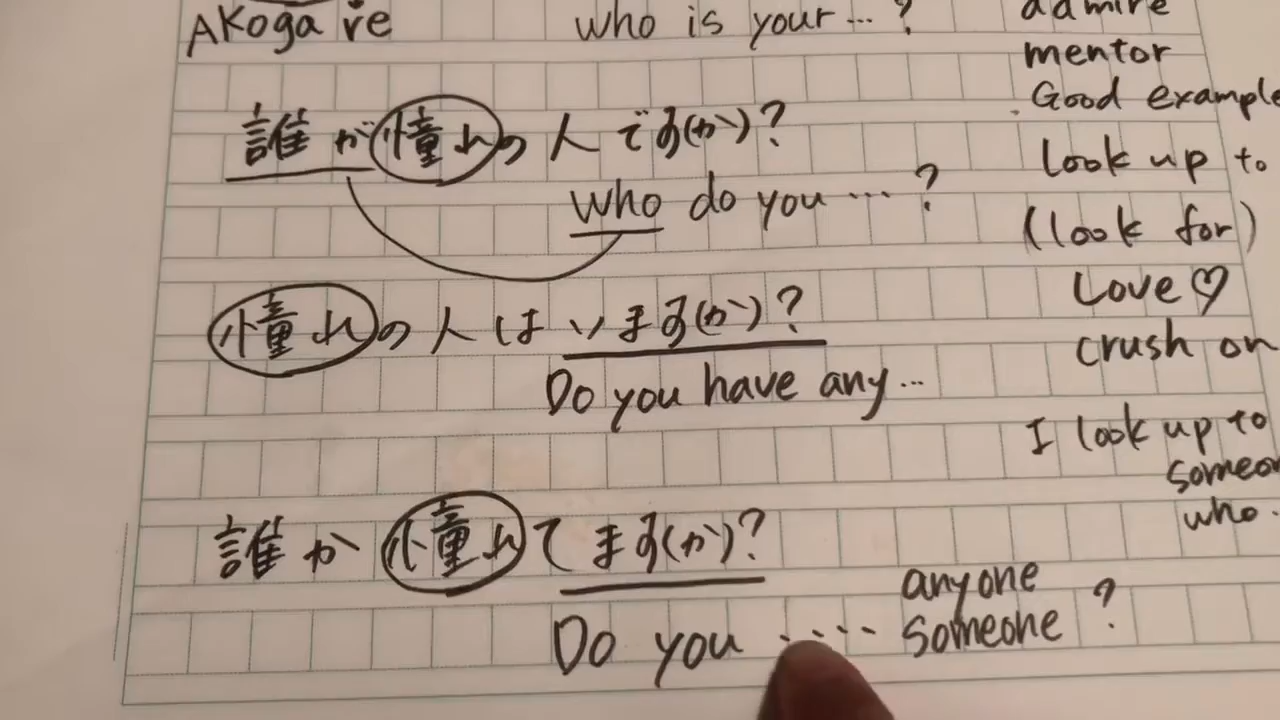 AKogare
who is your...?
誰が憧れの人です(か)?
who do you ...?
憧れの人はいます(か)?
Do you have any...
誰か憧れてます(か)?
Do you .... anyone
someone ?
admire
mentor
Good example
Look up to
(look for)
Love♡
crush on
I look up to
who.